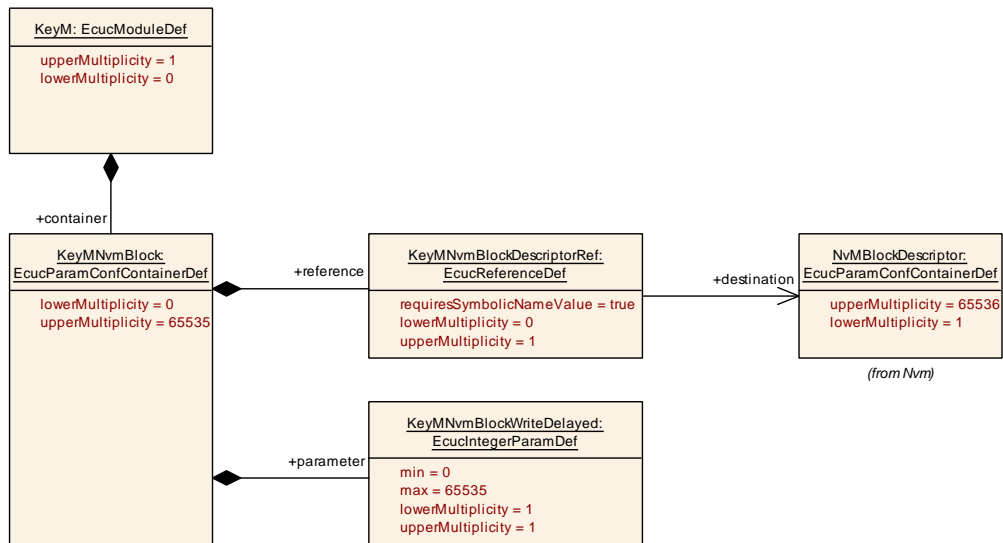 KeyM: EcucModuleDef
upperMultiplicity = 1
lowerMultiplicity = 0
+container
KeyMNvmBlock:
EcucParamConfContainerDef
lowerMultiplicity = 0
upperMultiplicity = 65535
+reference
KeyMNvmBlockDescriptorRef:
EcucReferenceDef
requiresSymbolicNameValue = true
lowerMultiplicity = 0
upperMultiplicity = 1
+destination
NvMBlockDescriptor:
EcucParamConfContainerDef
upperMultiplicity = 65536
lowerMultiplicity = 1
(from Nvm)
+parameter
KeyMNvmBlockWriteDelayed:
EcucIntegerParamDef
min = 0
max = 65535
lowerMultiplicity = 1
upperMultiplicity = 1